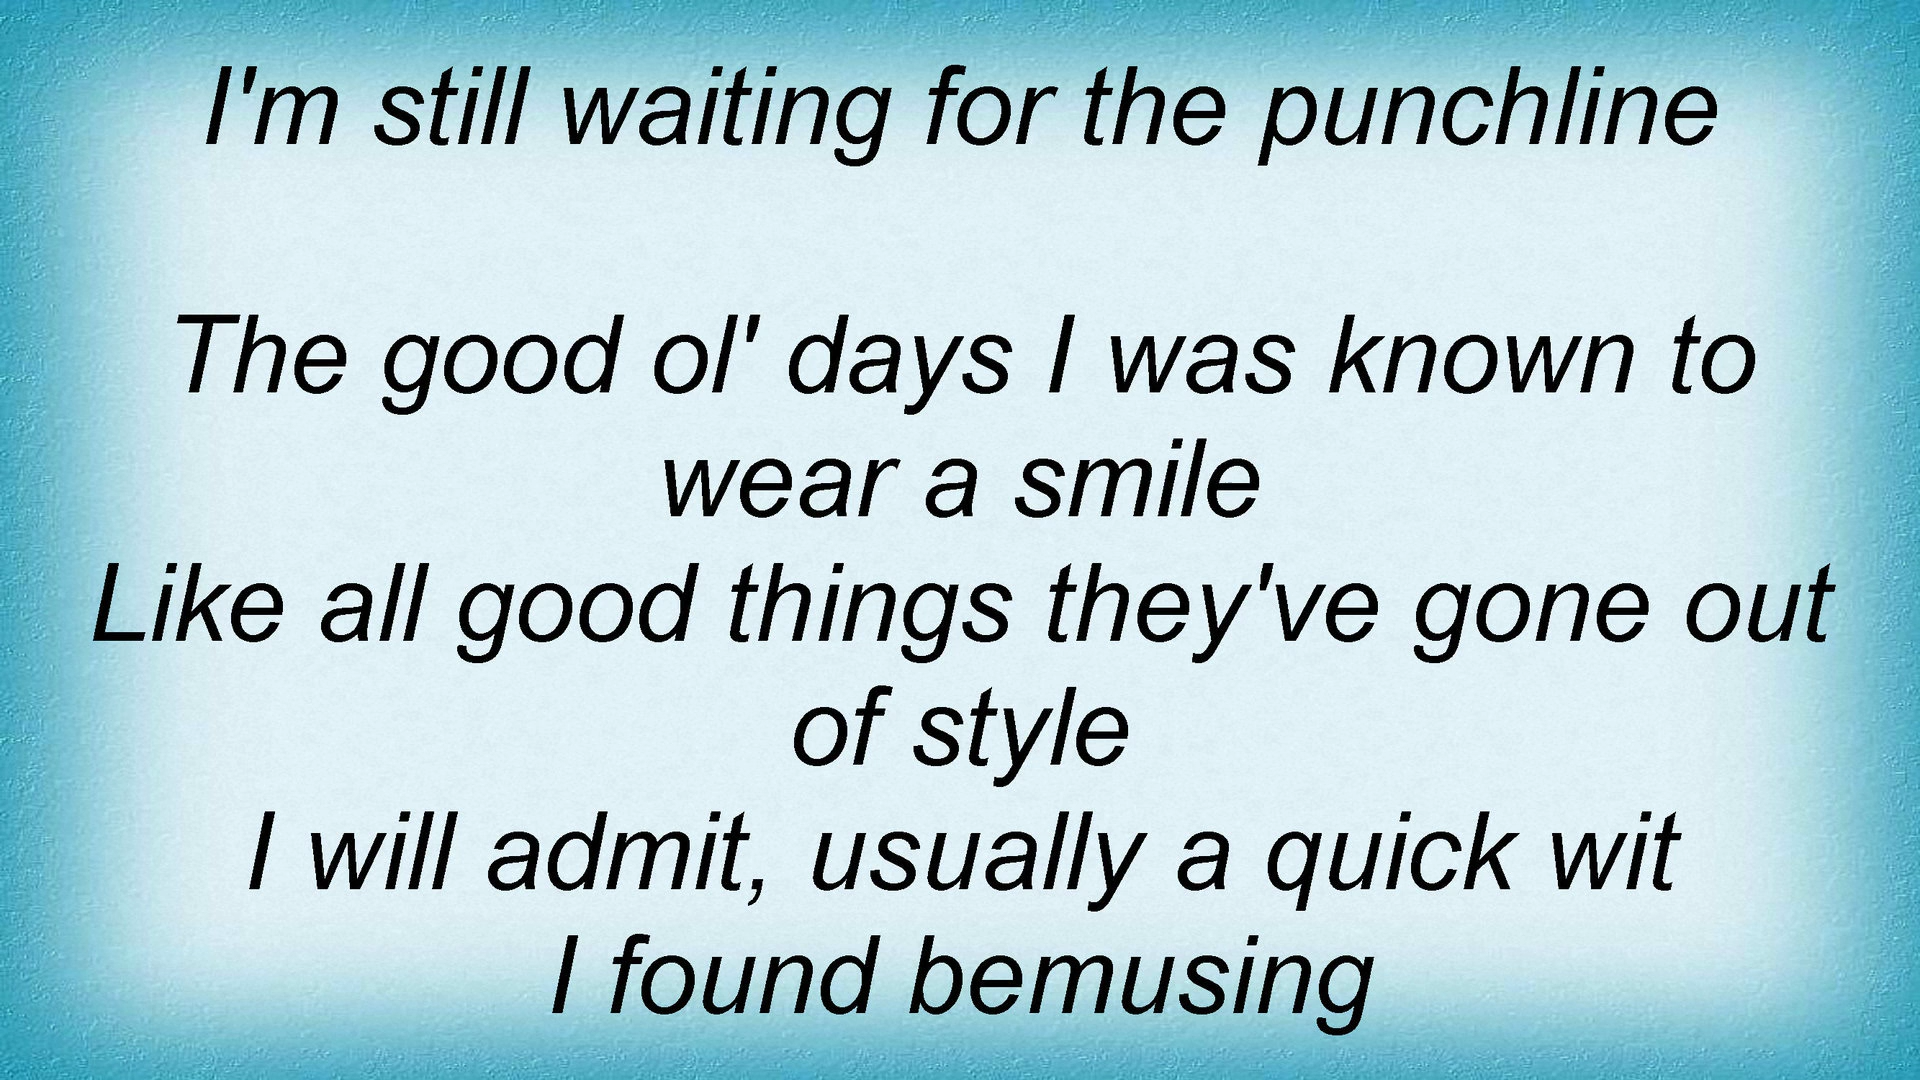 I'm still waiting for the punchline
The good ol' days I was known to
wear a smile
Like all good things they've gone out
of style
I will admit, usually a quick wit
I found bemusing